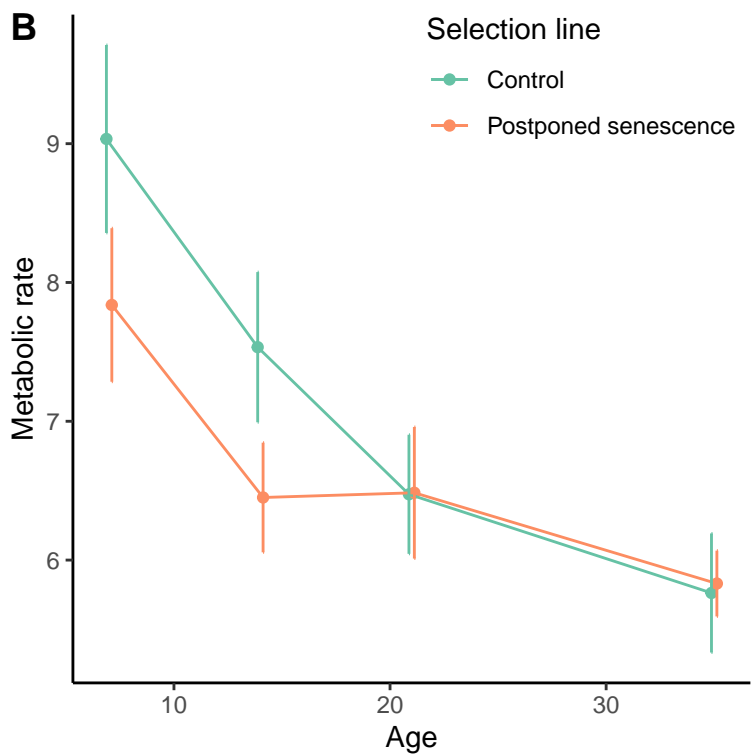 B
Selection line
Control
Postponed senescence
Metabolic rate
9
8
7
6
10 20 30
Age